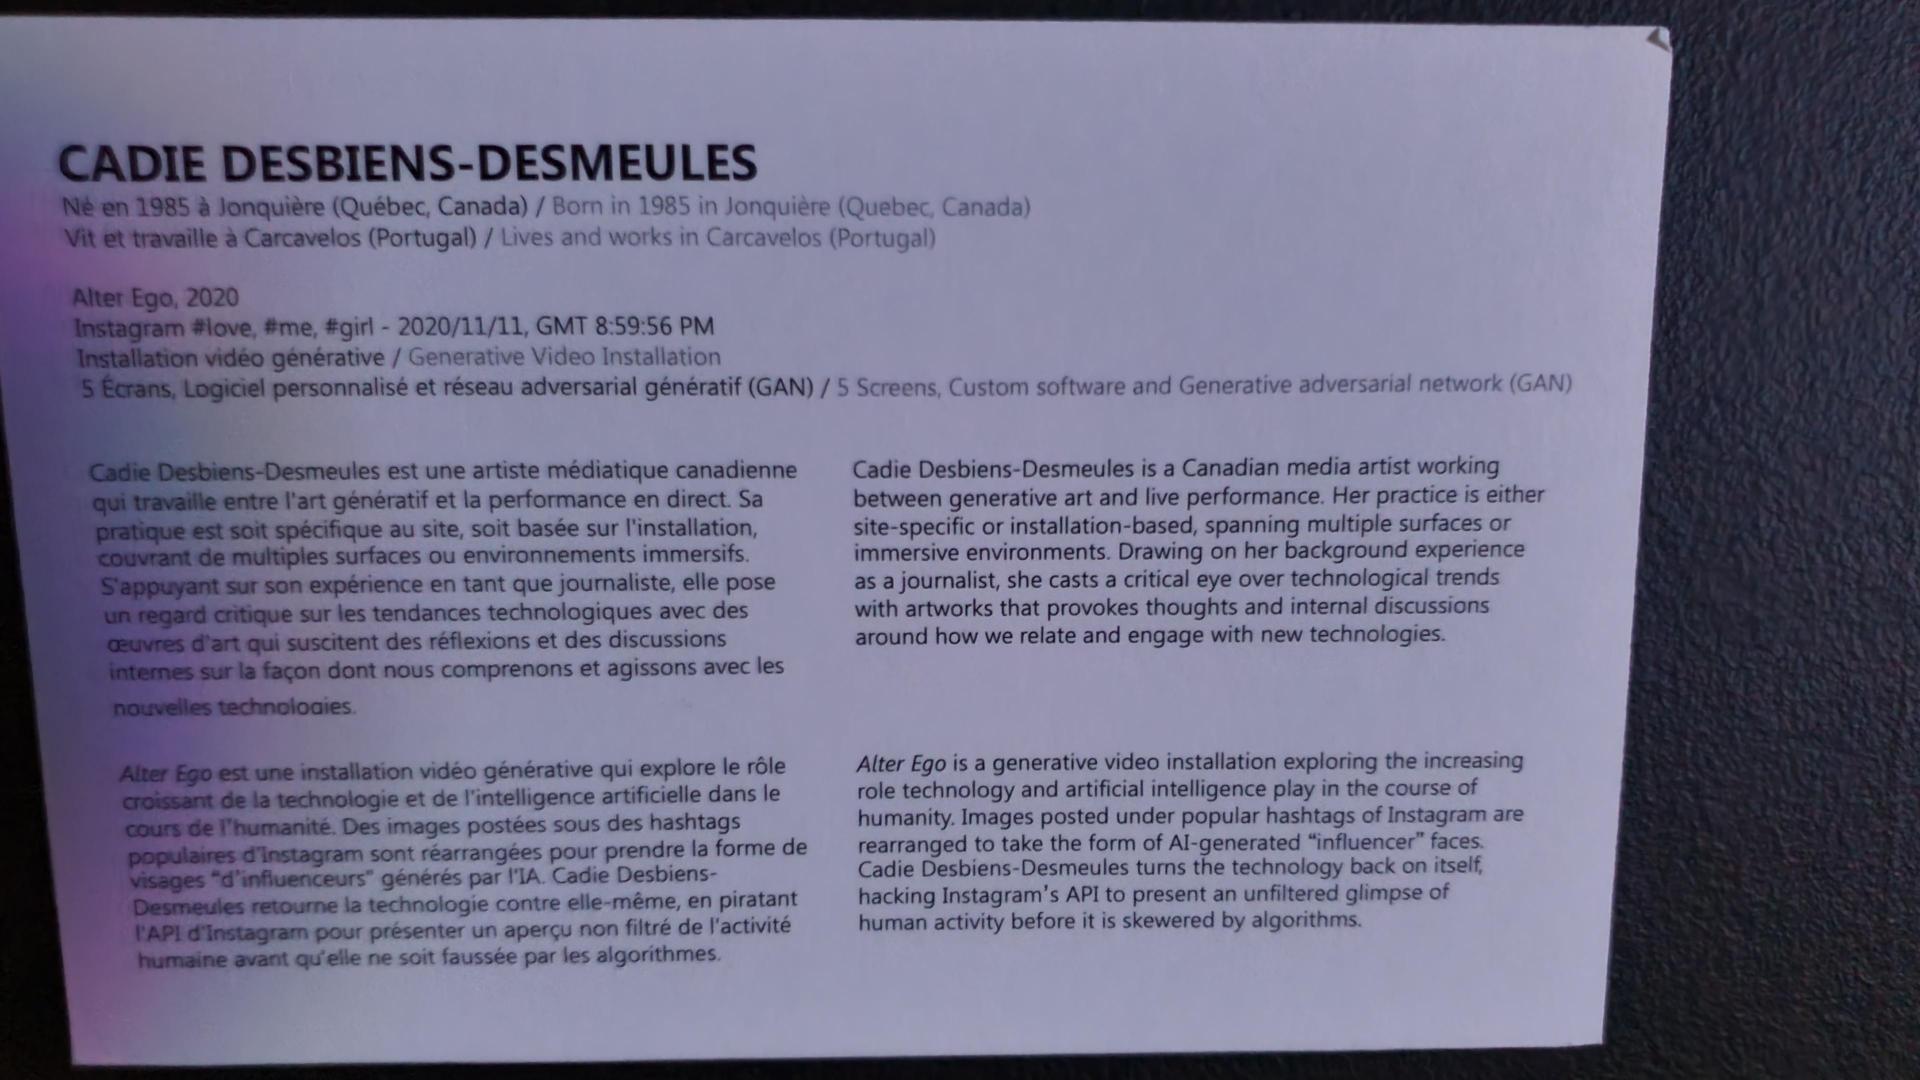 CADIE DESBIENS-DESMEULES
Né en 1985 à Jonquière (Québec, Canada) / Born in 1985 in Jonquière (Quebec, Canada)
Vit et travaille à Carcavelos (Portugal) / Lives and works in Carcavelos (Portugal)
Alter Ego, 2020
Instagram #love, #me, #girl - 2020/11/11, GMT 8:59:56 PM
Installation vidéo générative / Generative Video Installation
5 Écrans, Logiciel personnalisé et réseau adversarial génératif (GAN) / 5 Screens, Custom software and Generative adversarial network (GAN)
Cadie Desbiens-Desmeules est une artiste médiatique canadienne
qui travaille entre l'art génératif et la performance en direct. Sa
pratique est soit spécifique au site, soit basée sur l'installation,
couvrant de multiples surfaces ou environnements immersifs.
S'appuyant sur son expérience en tant que journaliste, elle pose
un regard critique sur les tendances technologiques avec des
œuvres d'art qui suscitent des réflexions et des discussions
internes sur la façon dont nous comprenons et agissons avec les
nouvelles technologies.
Alter Ego est une installation vidéo générative qui explore le rôle
croissant de la technologie et de l'intelligence artificielle dans le
cours de l'humanité. Des images postées sous des hashtags
populaires d'Instagram sont réarrangées pour prendre la forme de
visages "d'influenceurs" générés par l'IA. Cadie Desbiens-
Desmeules retourne la technologie contre elle-même, en piratant
l'API d'Instagram pour présenter un aperçu non filtré de l'activité
humaine avant qu'elle ne soit faussée par les algorithmes.
Cadie Desbiens-Desmeules is a Canadian media artist working
between generative art and live performance. Her practice is either
site-specific or installation-based, spanning multiple surfaces or
immersive environments. Drawing on her background experience
as a journalist, she casts a critical eye over technological trends
with artworks that provokes thoughts and internal discussions
around how we relate and engage with new technologies.
Alter Ego is a generative video installation exploring the increasing
role technology and artificial intelligence play in the course of
humanity. Images posted under popular hashtags of Instagram are
rearranged to take the form of AI-generated “influencer” faces.
Cadie Desbiens-Desmeules turns the technology back on itself,
hacking Instagram's API to present an unfiltered glimpse of
human activity before it is skewered by algorithms.